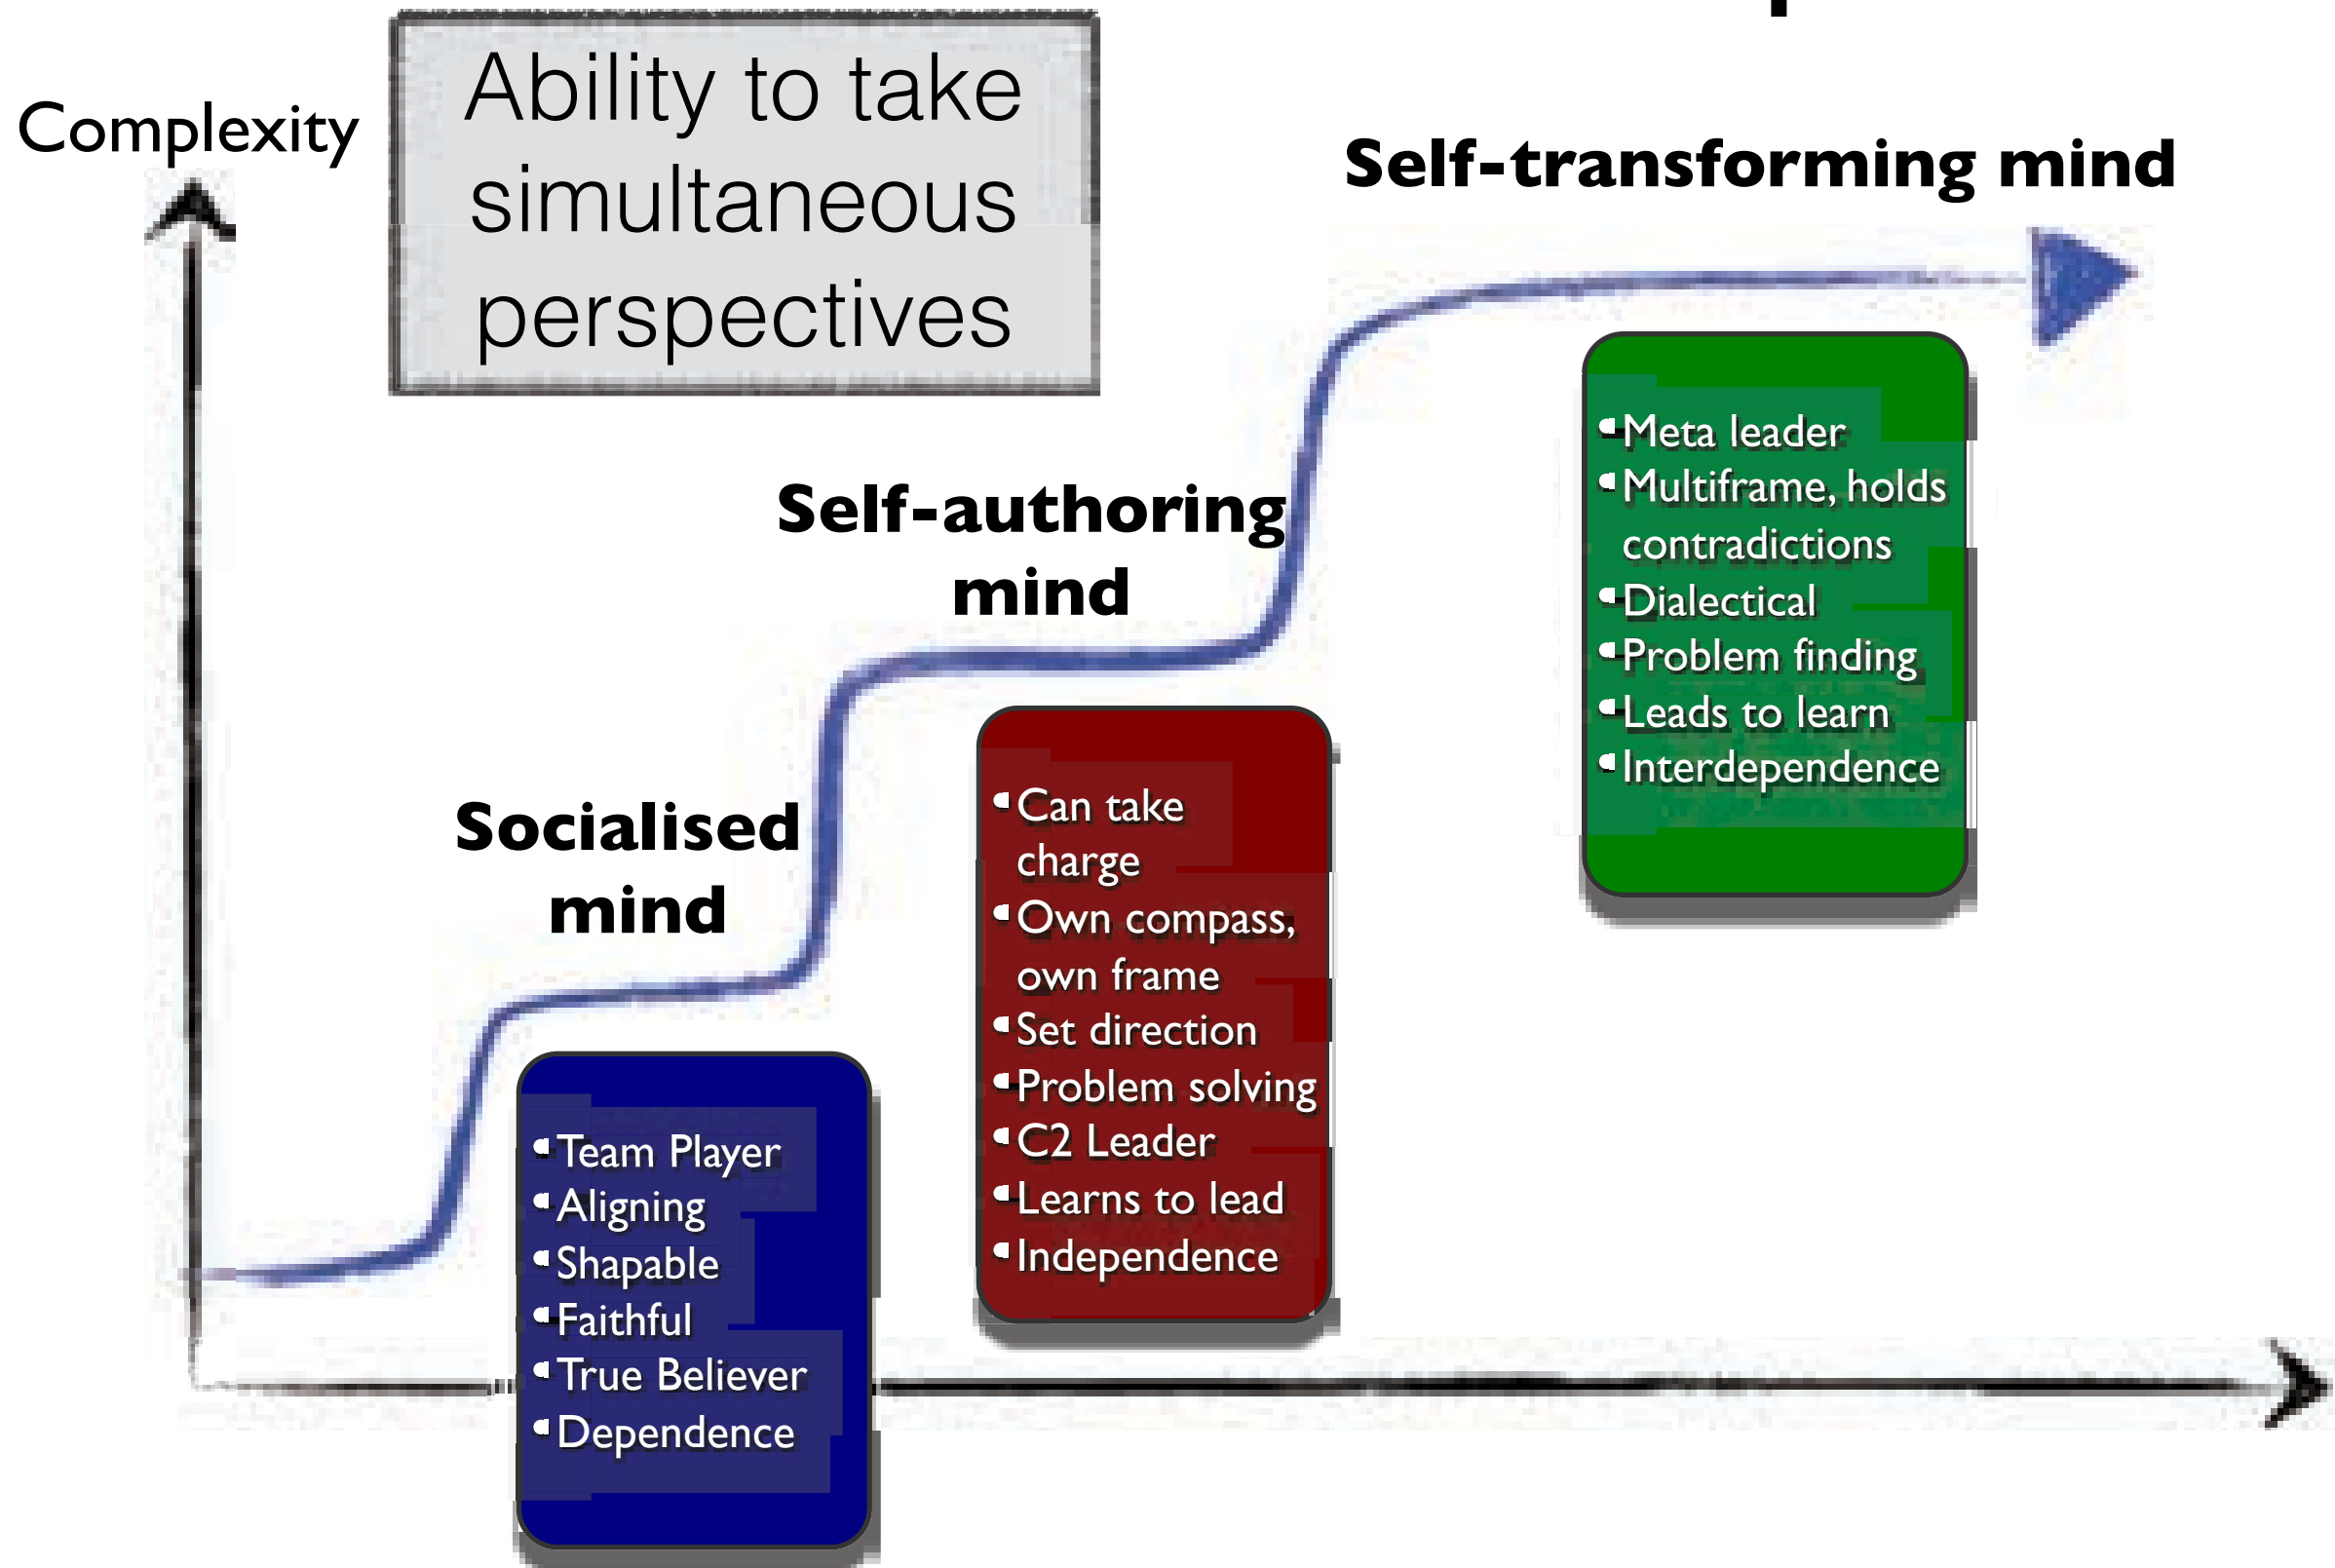 Complexity
Ability to take
simultaneous
perspectives
Self-transforming mind
Self-authoring
mind
Socialised
mind
Meta leader
Multiframe, holds
contradictions
Dialectical
Problem finding
Leads to learn
Interdependence
Can take
charge
Own compass,
own frame
Set direction
Problem solving
C2 Leader
Learns to lead
Independence
Team Player
Aligning
Shapable
Faithful
True Believer
Dependence